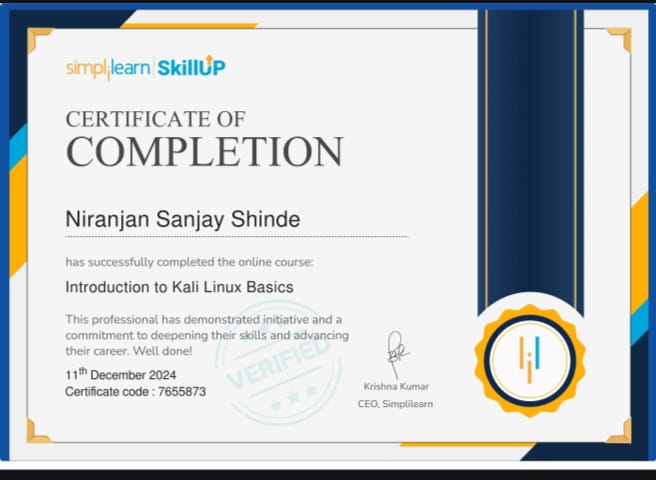 simplilearn | SkillUP
CERTIFICATE OF
COMPLETION
Niranjan Sanjay Shinde
has successfully completed the online course:
Introduction to Kali Linux Basics
This professional has demonstrated initiative and a
commitment to deepening their skills and advancing
their career. Well done!
VERIFIED
11th December 2024
Certificate code : 7655873
Krishna Kumar
CEO, Simplilearn